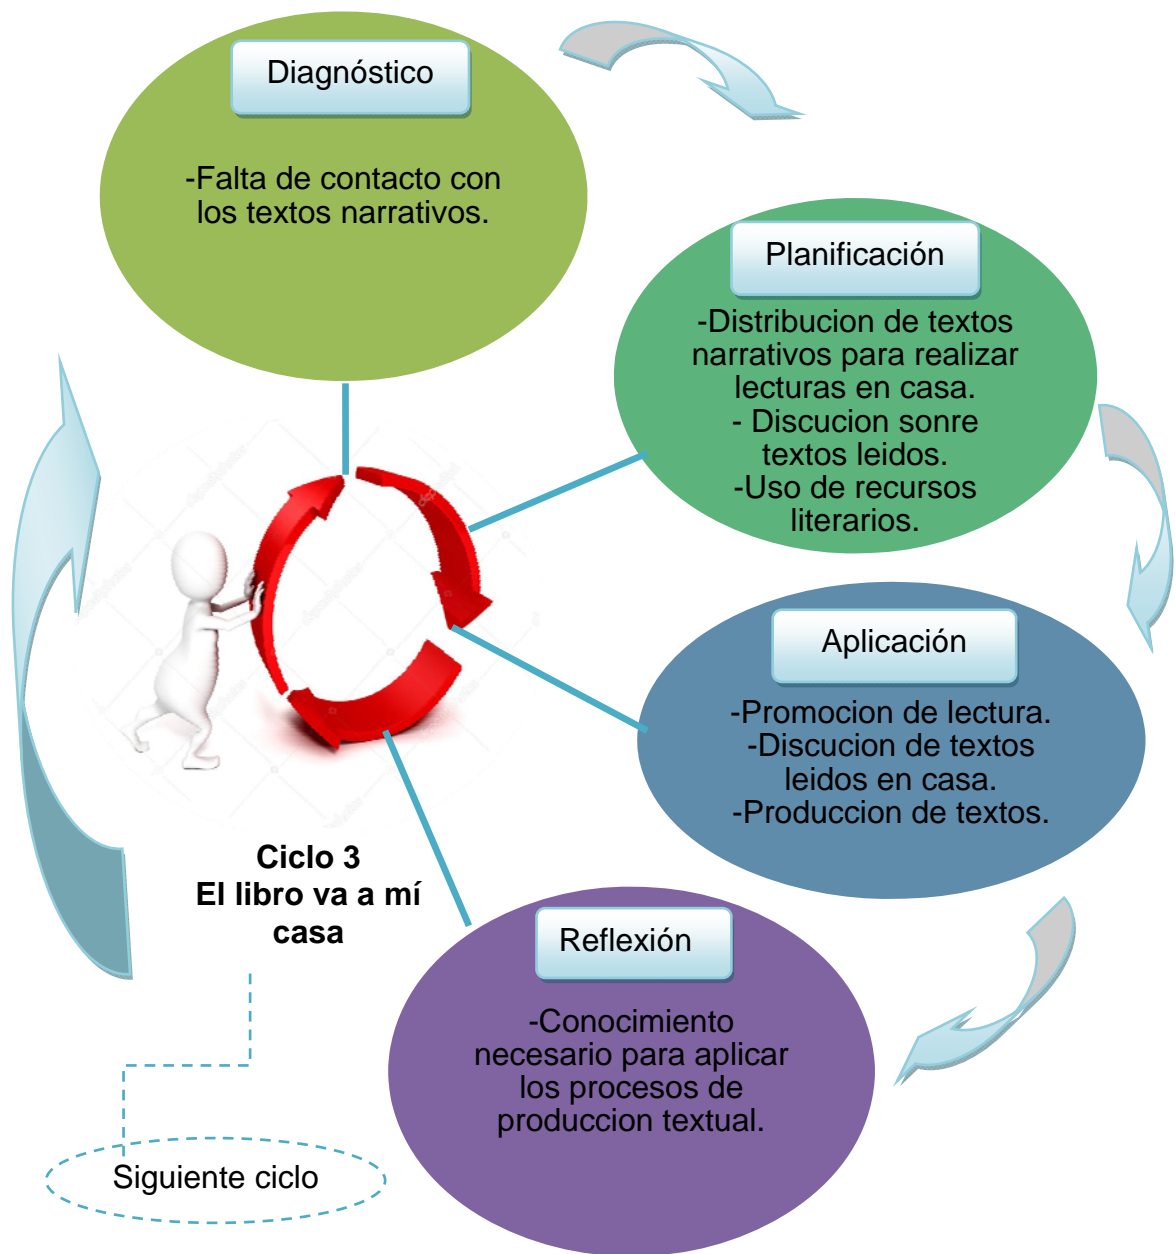 Diagnóstico
-Falta de contacto con
los textos narrativos.
Planificación
-Distribucion de textos
narrativos para realizar
lecturas en casa.
- Discucion sonre
textos leidos.
-Uso de recursos
literarios.
Aplicación
-Promocion de lectura.
-Discucion de textos
leidos en casa.
-Produccion de textos.
Ciclo 3
El libro va a mí
casa
Reflexión
-Conocimiento
necesario para aplicar
los procesos de
produccion textual.
Siguiente ciclo